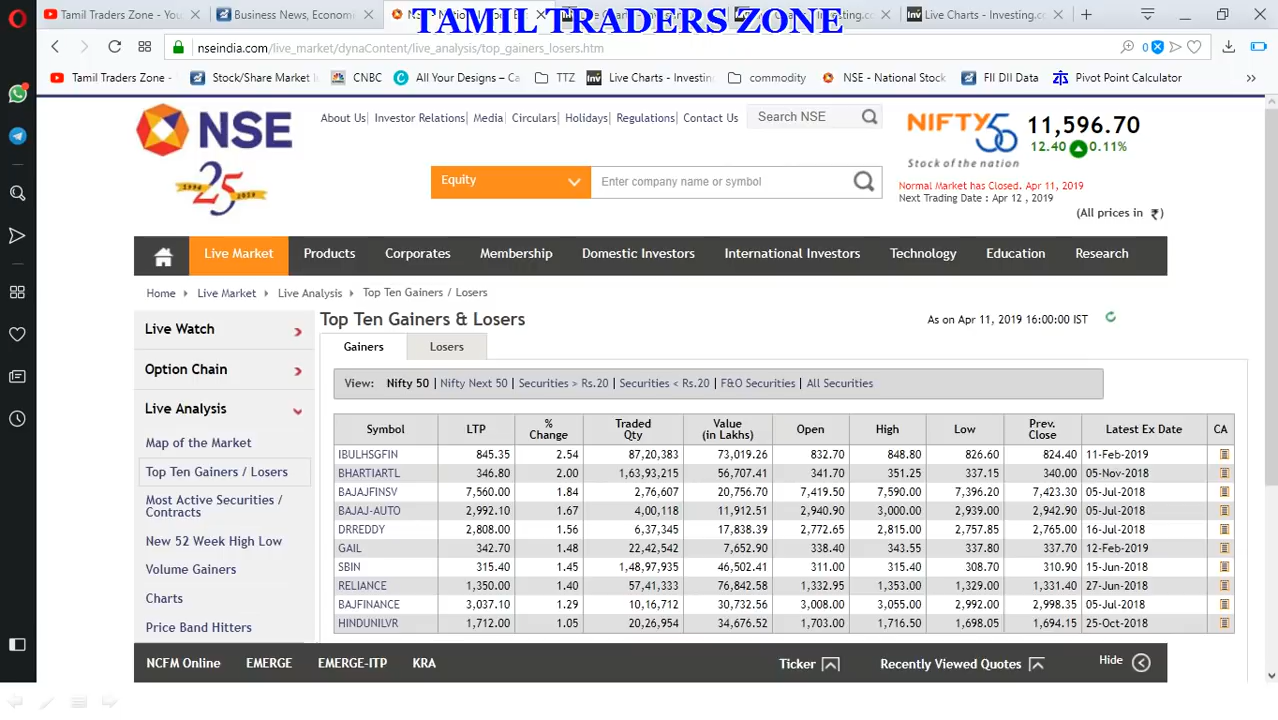 Tamil Traders Zone - You
Business News, Economi
TAMIL TRADERS ZONE
Live Charts - Investing.co
nseindia.com/live_market/dynaContent/live_analysis/top_gainers_losers.htm
0
Tamil Traders Zone -
Stock/Share Market
CNBC
All Your Designs – Ca
TTZ
Live Charts - Investin
commodity
NSE - National Stock
FII DII Data
Pivot Point Calculator
NSE
25
1994
2019
About Us| Investor Relations| Media| Circulars| Holidays| Regulations| Contact Us
Search NSE
Equity
Enter company name or symbol
NIFTY50
Stock of the nation
11,596.70
12.40 0.11%
Normal Market has Closed. Apr 11, 2019
Next Trading Date : Apr 12 , 2019
(All prices in ₹)
Live Market Products Corporates Membership Domestic Investors International Investors Technology Education Research
Home Live Market Live Analysis Top Ten Gainers / Losers
Live Watch
Option Chain
Live Analysis
Map of the Market
Top Ten Gainers / Losers
Most Active Securities /
Contracts
New 52 Week High Low
Volume Gainers
Charts
Price Band Hitters
Top Ten Gainers & Losers
As on Apr 11, 2019 16:00:00 IST
Gainers Losers
View: Nifty 50 | Nifty Next 50 | Securities > Rs.20 | Securities < Rs.20 | F&O Securities | All Securities
Symbol LTP % Change Traded Qty Value (in Lakhs) Open High Low Prev. Close Latest Ex Date CA
IBULHSGFIN 845.35 2.54 87,20,383 73,019.26 832.70 848.80 826.60 824.40 11-Feb-2019
BHARTIARTL 346.80 2.00 1,63,93,215 56,707.41 341.70 351.25 337.15 340.00 05-Nov-2018
BAJAJFINSV 7,560.00 1.84 2,76,607 20,756.70 7,419.50 7,590.00 7,396.20 7,423.30 05-Jul-2018
BAJAJ-AUTO 2,992.10 1.67 4,00,118 11,912.51 2,940.90 3,000.00 2,939.00 2,942.90 05-Jul-2018
DRREDDY 2,808.00 1.56 6,37,345 17,838.39 2,772.65 2,815.00 2,757.85 2,765.00 16-Jul-2018
GAIL 342.70 1.48 22,42,542 7,652.90 338.40 343.55 337.80 337.70 12-Feb-2019
SBIN 315.40 1.45 1,48,97,935 46,502.41 311.00 315.40 308.70 310.90 15-Jun-2018
RELIANCE 1,350.00 1.40 57,41,333 76,842.58 1,332.95 1,353.00 1,329.00 1,331.40 27-Jun-2018
BAJFINANCE 3,037.10 1.29 10,16,712 30,732.56 3,008.00 3,055.00 2,992.00 2,998.35 05-Jul-2018
HINDUNILVR 1,712.00 1.05 20,26,954 34,676.52 1,703.00 1,716.50 1,698.05 1,694.15 25-Oct-2018
NCFM Online EMERGE EMERGE-ITP KRA Ticker Recently Viewed Quotes Hide